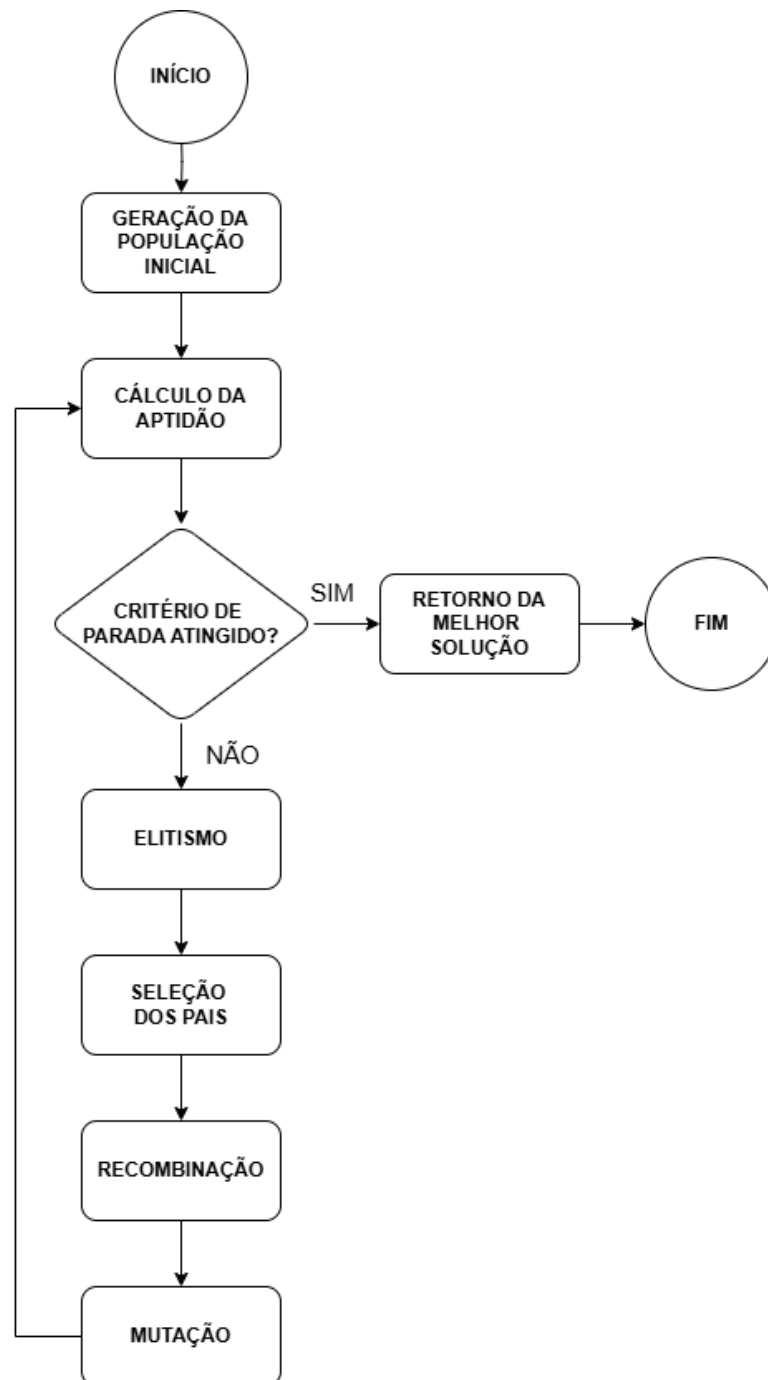 INÍCIO
GERAÇÃO DA
POPULAÇÃO
INICIAL
CÁLCULO DA
APTIDÃO
CRITÉRIO DE
PARADA ATINGIDO?
SIM
RETORNO DA
MELHOR
SOLUÇÃO
FIM
NÃO
ELITISMO
SELEÇÃO
DOS PAIS
RECOMBINAÇÃO
MUTAÇÃO